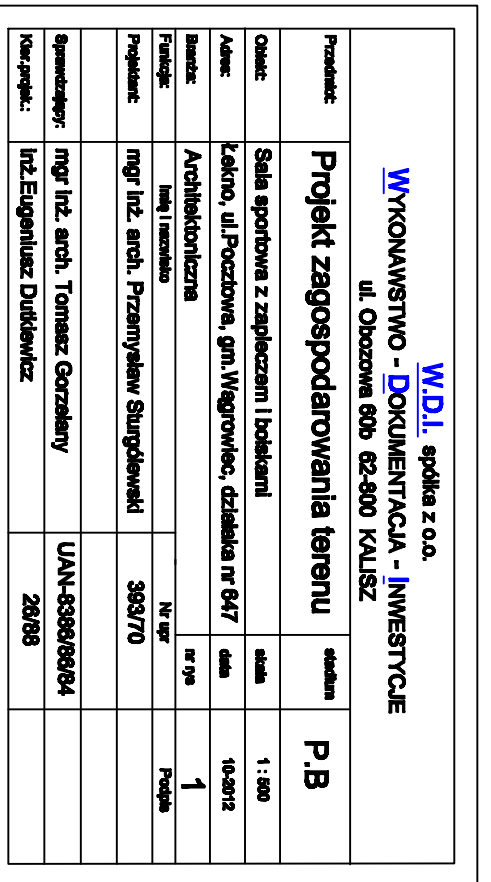 W.D.I. spółka z o.o.
WYKONAWSTWO - DOKUMENTACJA - INWESTYCJE
ul. Obozowa 60b 62-800 KALISZ
Przedmiot: Projekt zagospodarowania terenu stadium P.B
Obiekt: Sala sportowa z zapleczem i boiskami skala 1 : 500
Adres: Łekno, ul.Pocztowa, gm.Wągrowiec, działaka nr 647 data 10-2012
Branża: Architektoniczna nr rys 1
Funkcja: Imię i nazwisko Nr upr Podpis
Projektant: mgr inż. arch. Przemysław Sturgólewski 393/70
Sprawdzający: mgr inż. arch. Tomasz Gorzelany UAN-8386/86/84
Kier.projek.: inż.Eugeniusz Dutkiewicz 26/88